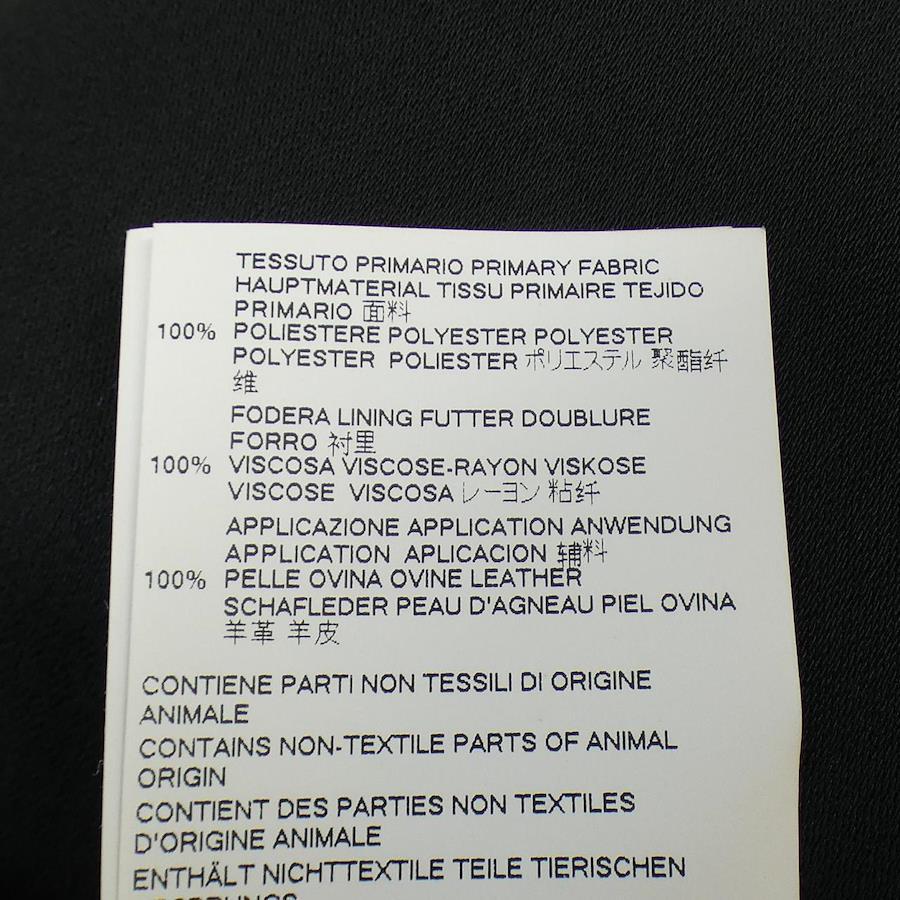 TESSUTO PRIMARIO PRIMARY FABRIC
HAUPTMATERIAL TISSU PRIMAIRE TEJIDO
PRIMARIO 面料
100% POLIESTERE POLYESTER POLYESTER
POLYESTER POLIESTER ポリエステル 聚酯纤
维
FODERA LINING FUTTER DOUBLURE
FORRO 衬里
100% VISCOSA VISCOSE-RAYON VISKOSE
VISCOSE VISCOSA レーヨン 粘纤
APPLICAZIONE APPLICATION ANWENDUNG
APPLICATION APLICACION 辅料
100% PELLE OVINA OVINE LEATHER
SCHAFLEDER PEAU D'AGNEAU PIEL OVINA
羊革 羊皮
CONTIENE PARTI NON TESSILI DI ORIGINE
ANIMALE
CONTAINS NON-TEXTILE PARTS OF ANIMAL
ORIGIN
CONTIENT DES PARTIES NON TEXTILES
D'ORIGINE ANIMALE
ENTHÄLT NICHTTEXTILE TEILE TIERISCHEN